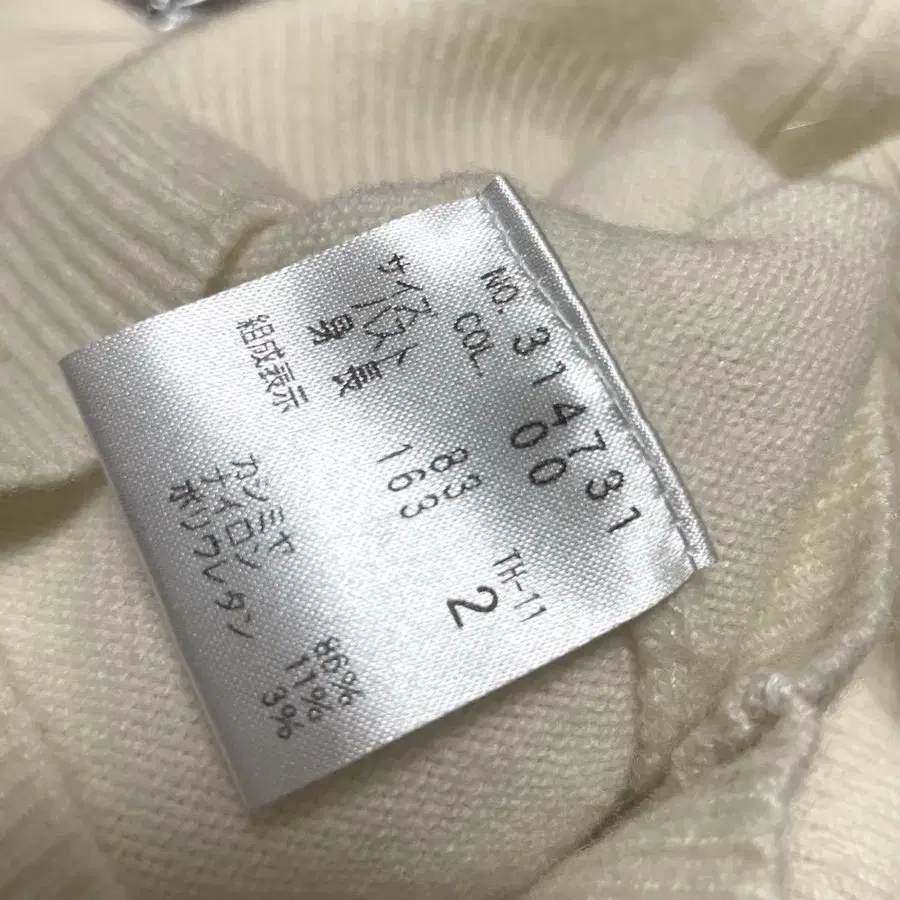 NO. 314731
COL. 00 TH-11
サイズ 2
バスト 83
身長 163
組成表示
カシミヤ 86%
ナイロン 11%
ポリウレタン 3%